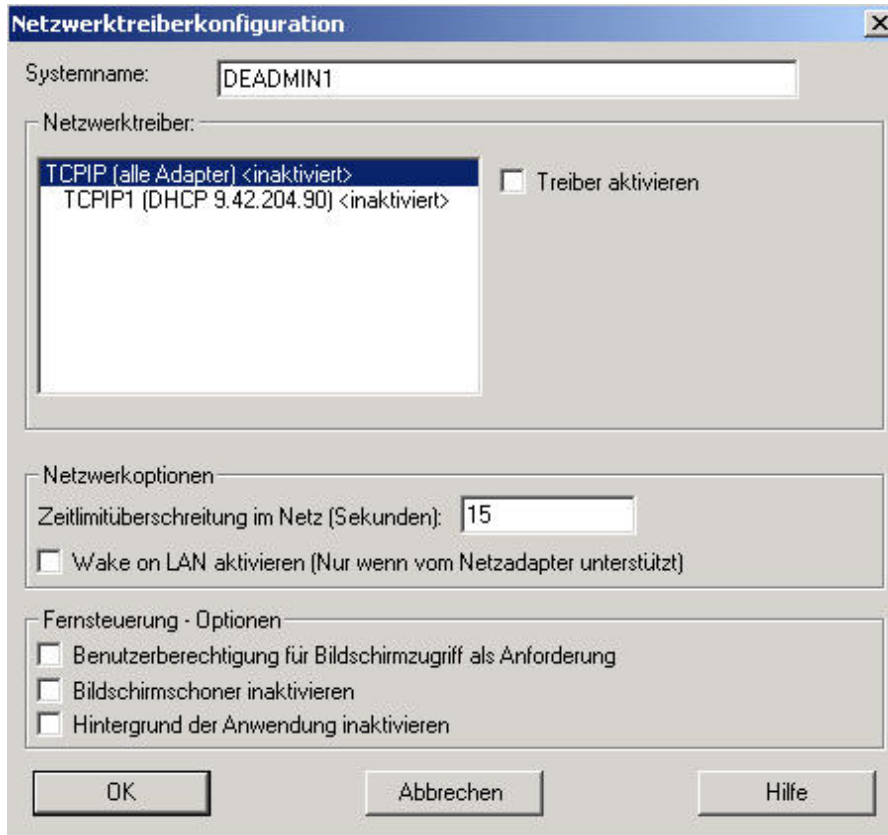 Netzwerktreiberkonfiguration
Systemname: DEADMIN1
Netzwerktreiber:
TCPIP (alle Adapter) <inaktiviert>
TCPIP1 (DHCP 9.42.204.90) <inaktiviert>
Treiber aktivieren
Netzwerkoptionen
Zeitlimitüberschreitung im Netz (Sekunden): 15
Wake on LAN aktivieren (Nur wenn vom Netzadapter unterstützt)
Fernsteuerung - Optionen
Benutzerberechtigung für Bildschirmzugriff als Anforderung
Bildschirmschoner inaktivieren
Hintergrund der Anwendung inaktivieren
OK Abbrechen Hilfe